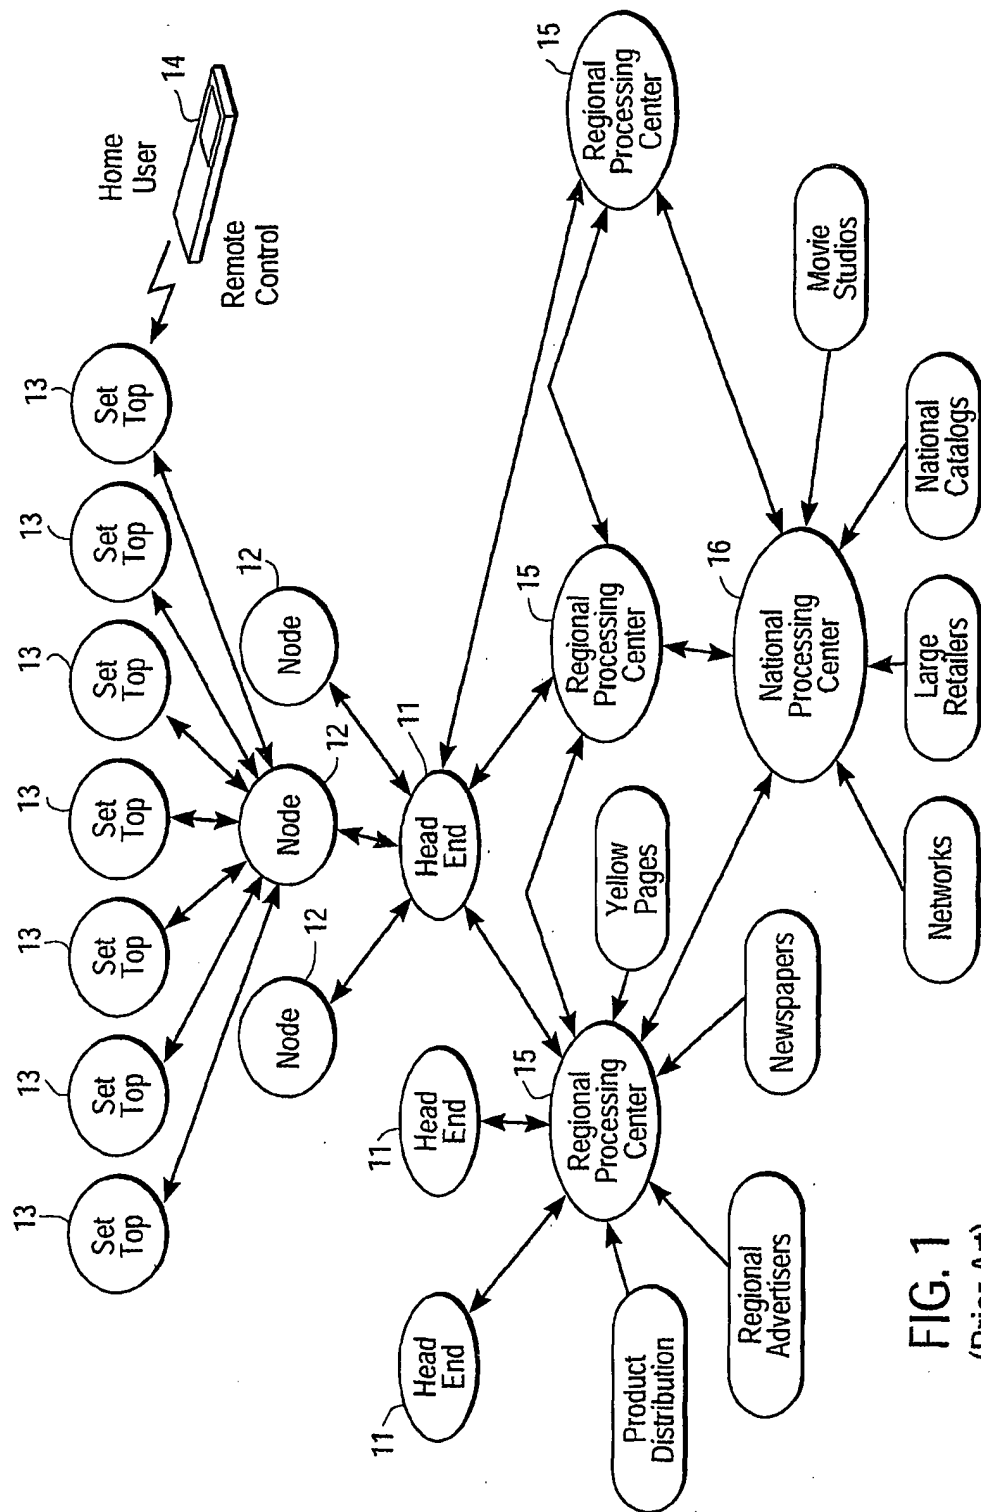 13
Set
Top
13
Set
Top
13
Set
Top
13
Set
Top
13
Set
Top
13
Set
Top
13
Set
Top
Home
User
14
Remote
Control
12
Node
12
Node
12
Node
11
Head
End
11
Head
End
11
Head
End
15
Regional
Processing
Center
15
Regional
Processing
Center
15
Regional
Processing
Center
Yellow
Pages
Product
Distribution
Regional
Advertisers
Newspapers
16
National
Processing
Center
Networks
Large
Retailers
National
Catalogs
Movie
Studios
FIG. 1
(Prior Art)